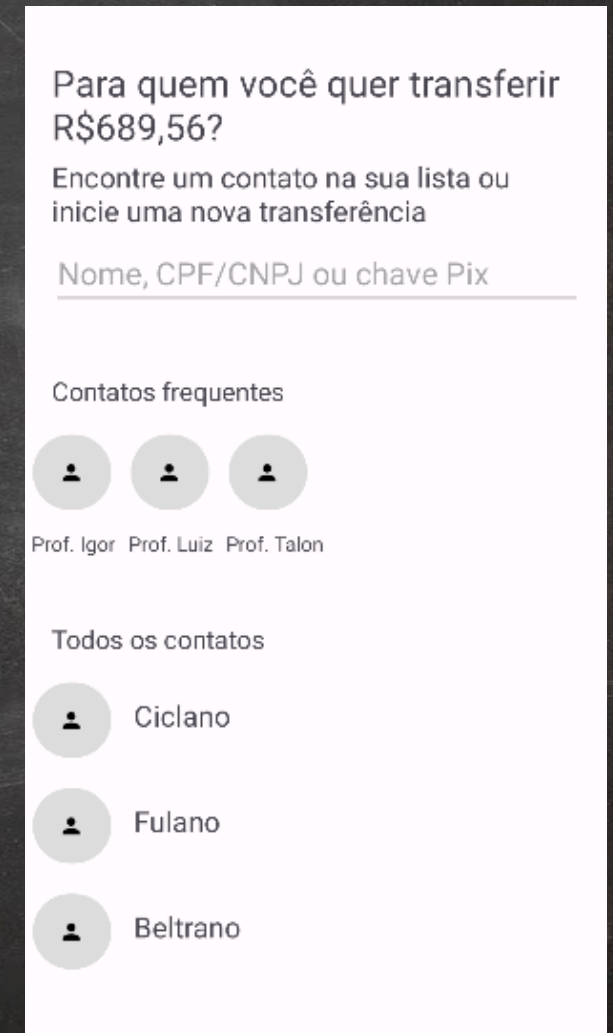 Para quem você quer transferir
R$689,56?
Encontre um contato na sua lista ou
inicie uma nova transferência
Nome, CPF/CNPJ ou chave Pix
Contatos frequentes
Prof. Igor Prof. Luiz Prof. Talon
Todos os contatos
Ciclano
Fulano
Beltrano